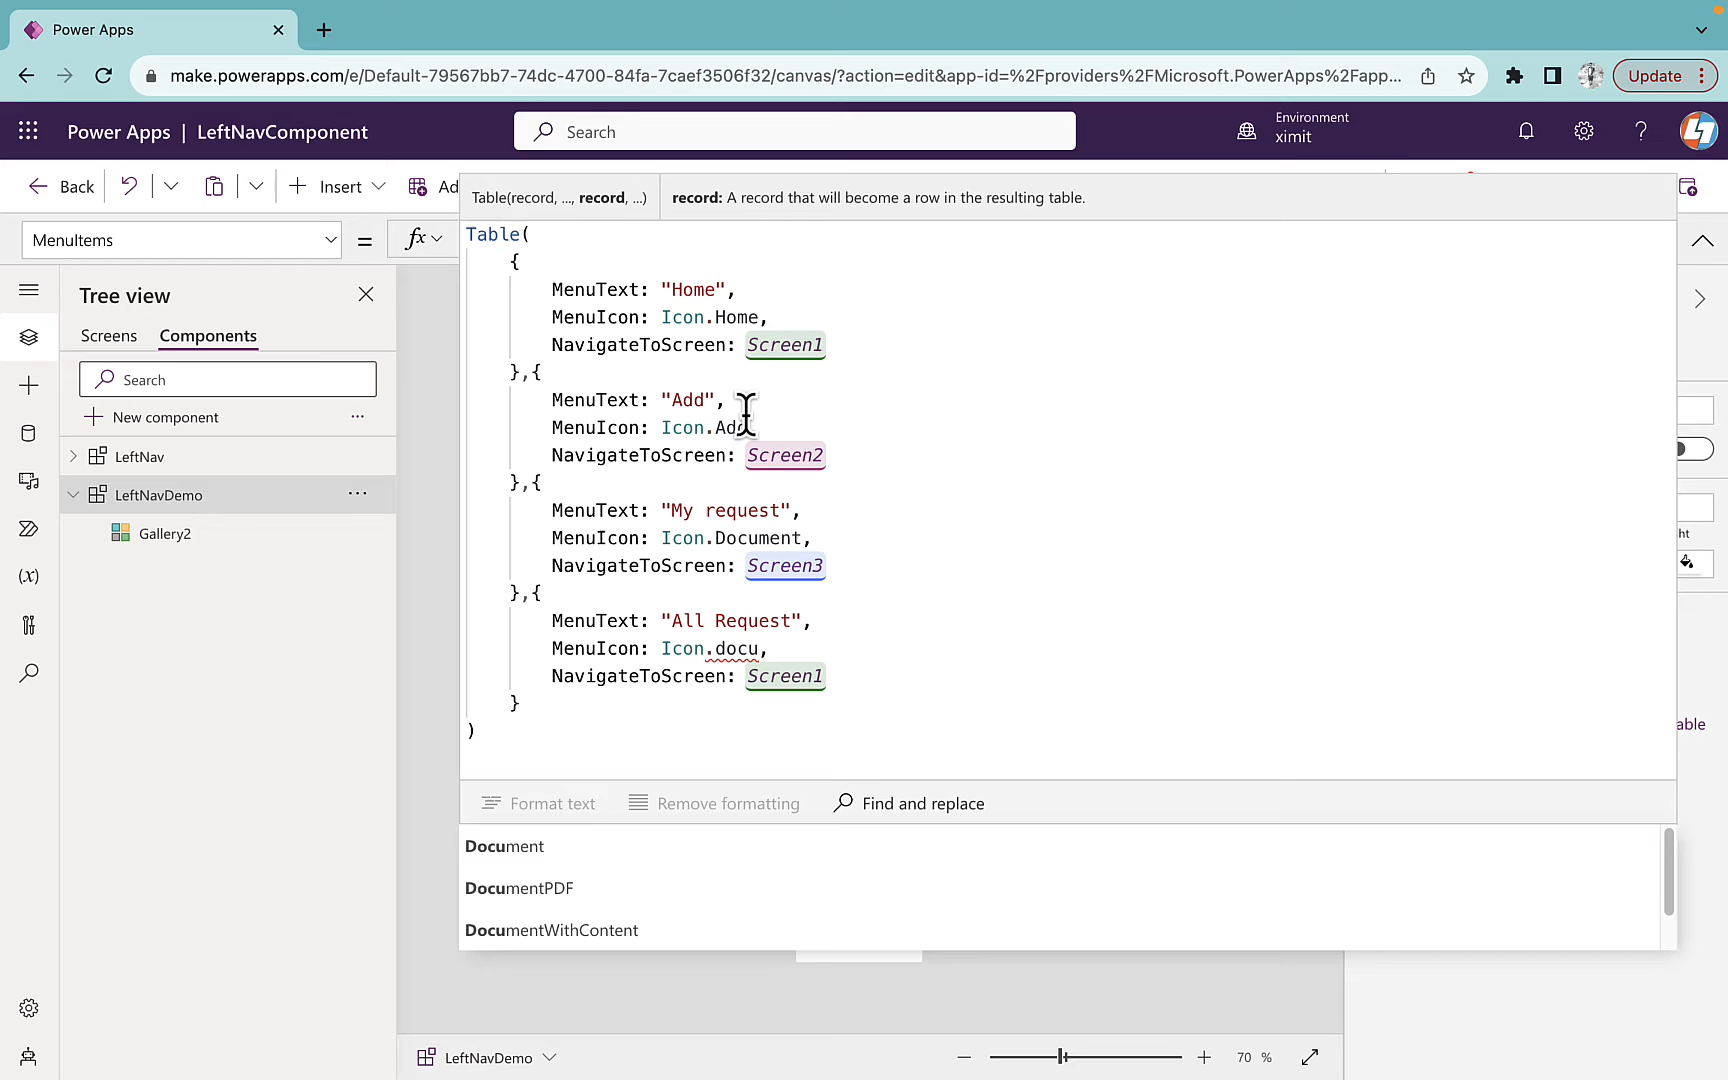 Power Apps
make.powerapps.com/e/Default-79567bb7-74dc-4700-84fa-7caef3506f32/canvas/?action=edit&app-id=%2Fproviders%2FMicrosoft.PowerApps%2Fapp...
Update
Power Apps | LeftNavComponent
Search
Environment
ximit
Back
Insert
Ad
Table(record, ..., record, ...)
record: A record that will become a row in the resulting table.
MenuItems
=
fx
Table(
{
MenuText: "Home",
MenuIcon: Icon.Home,
NavigateToScreen: Screen1
},{
MenuText: "Add",
MenuIcon: Icon.Ad
NavigateToScreen: Screen2
},{
MenuText: "My request",
MenuIcon: Icon.Document,
NavigateToScreen: Screen3
},{
MenuText: "All Request",
MenuIcon: Icon.docu,
NavigateToScreen: Screen1
}
)
Tree view
Screens
Components
Search
New component
LeftNav
LeftNavDemo
Gallery2
ht
able
Format text
Remove formatting
Find and replace
Document
DocumentPDF
DocumentWithContent
LeftNavDemo
70 %